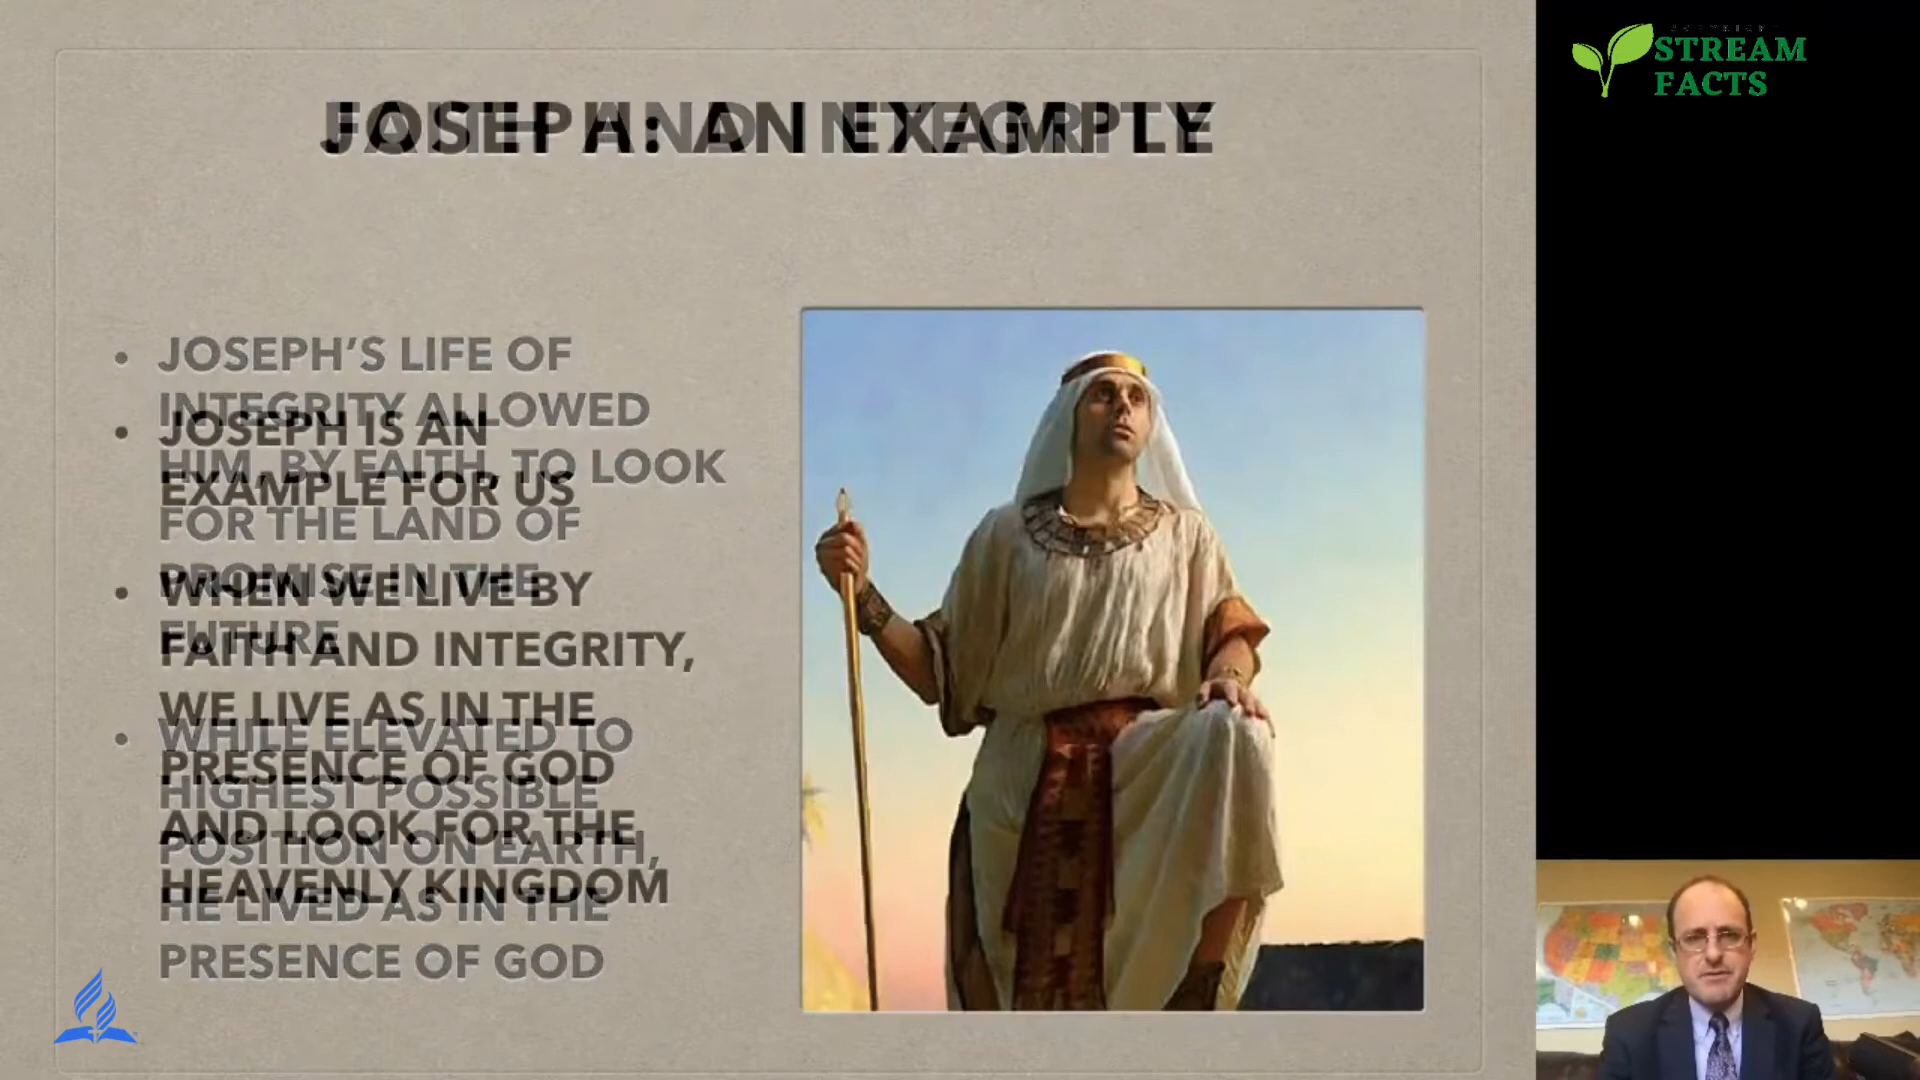 STREAM
FACTS
JOSEPH: AN EXAMPLE
FAITH AND INTEGRITY
• JOSEPH IS AN
EXAMPLE FOR US
• WHEN WE LIVE BY
FAITH AND INTEGRITY,
WE LIVE AS IN THE
PRESENCE OF GOD
AND LOOK FOR THE
HEAVENLY KINGDOM
• JOSEPH’S LIFE OF
INTEGRITY ALLOWED
HIM, BY FAITH, TO LOOK
FOR THE LAND OF
PROMISE IN THE
FUTURE
• WHILE ELEVATED TO
HIGHEST POSSIBLE
POSITION ON EARTH,
HE LIVED AS IN THE
PRESENCE OF GOD